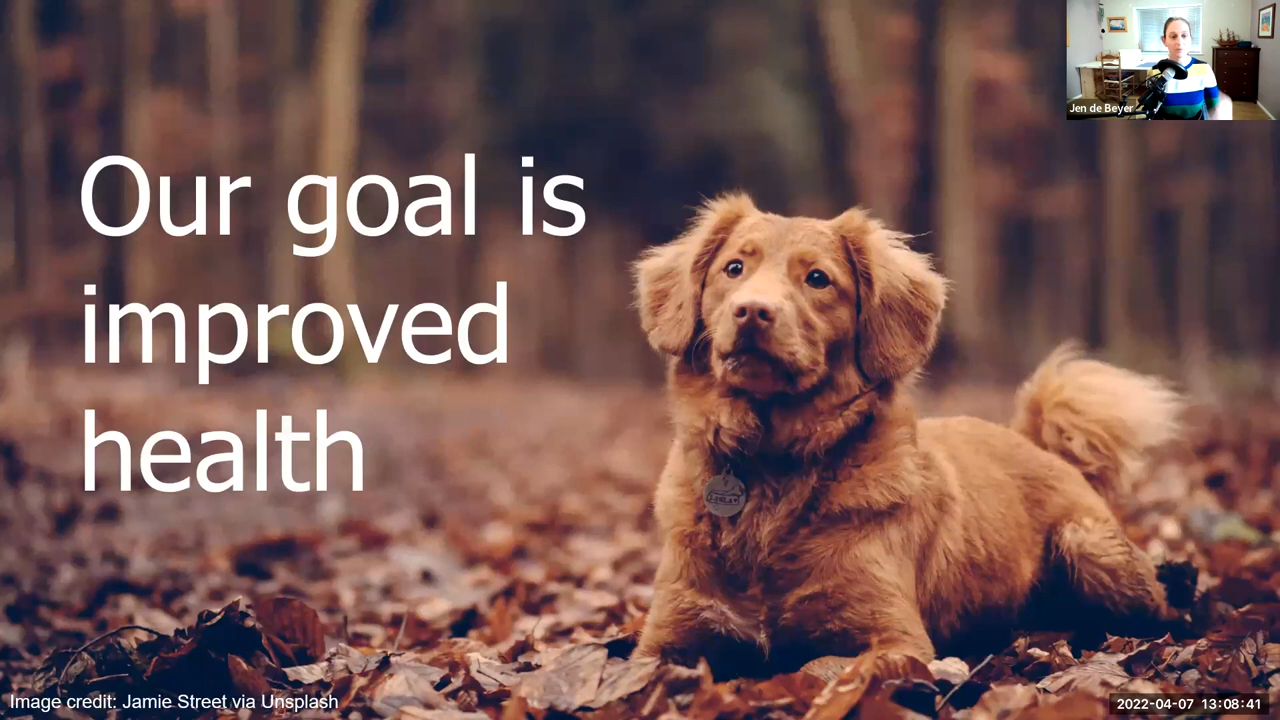 Jen de Beyer
Our goal is
improved
health
Image credit: Jamie Street via Unsplash
2022-04-07 13:08:41